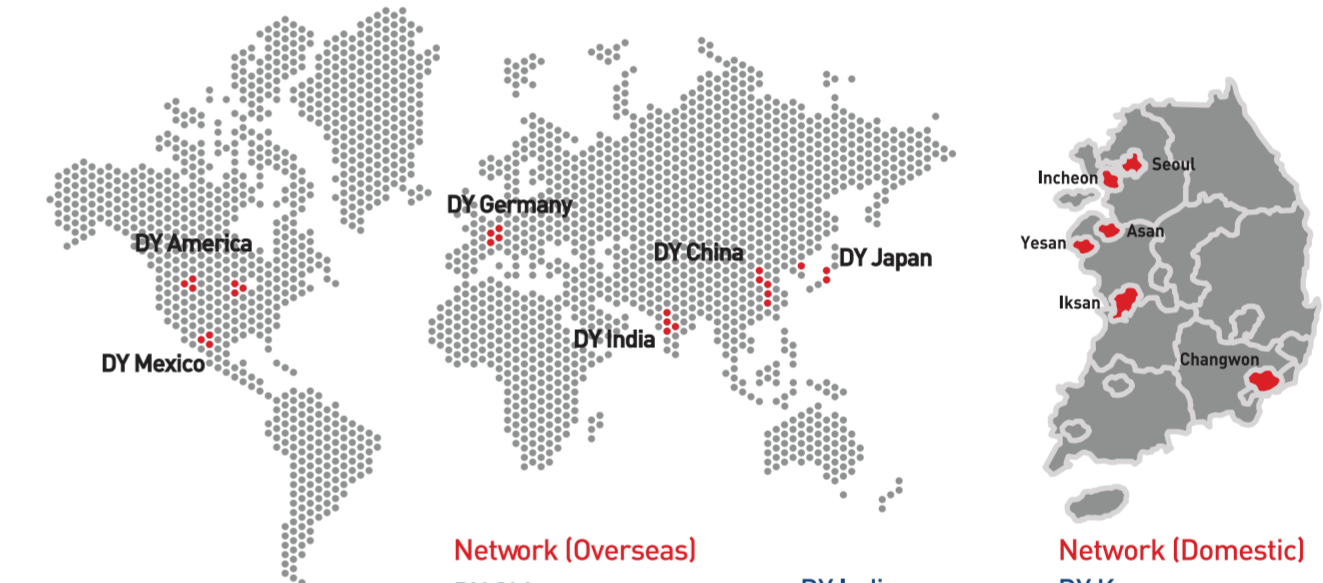 DY Germany
DY America
DY China
DY Japan
DY India
DY Mexico
Seoul
Incheon
Asan
Yesan
Iksan
Changwon
Network (Overseas)
Network (Domestic)